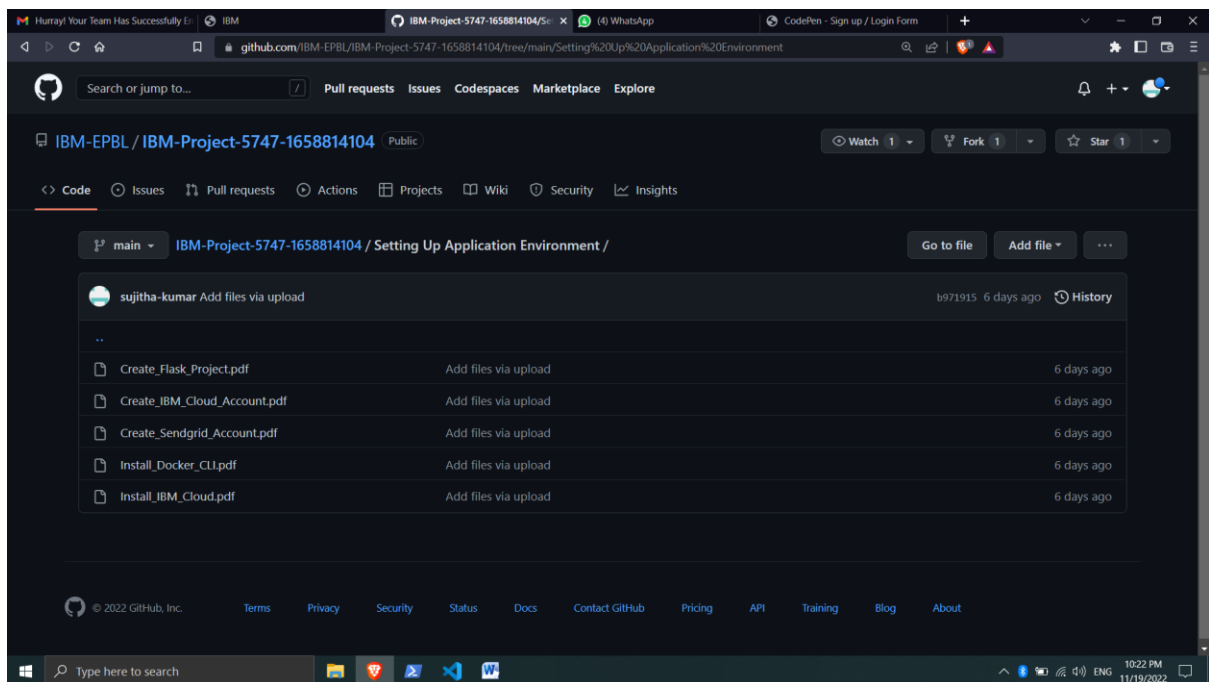 Hurray! Your Team Has Successfully En
IBM
IBM-Project-5747-1658814104/Set
(4) WhatsApp
CodePen - Sign up / Login Form
github.com/IBM-EPBL/IBM-Project-5747-1658814104/tree/main/Setting%20Up%20Application%20Environment
Search or jump to... /
Pull requests Issues Codespaces Marketplace Explore
IBM-EPBL / IBM-Project-5747-1658814104 Public
Watch 1 Fork 1 Star 1
<> Code Issues Pull requests Actions Projects Wiki Security Insights
main IBM-Project-5747-1658814104 / Setting Up Application Environment /
Go to file Add file ...
sujitha-kumar Add files via upload b971915 6 days ago History
..
Create_Flask_Project.pdf Add files via upload 6 days ago
Create_IBM_Cloud_Account.pdf Add files via upload 6 days ago
Create_Sendgrid_Account.pdf Add files via upload 6 days ago
Install_Docker_CLI.pdf Add files via upload 6 days ago
Install_IBM_Cloud.pdf Add files via upload 6 days ago
© 2022 GitHub, Inc. Terms Privacy Security Status Docs Contact GitHub Pricing API Training Blog About
Type here to search
ENG
10:22 PM
11/19/2022